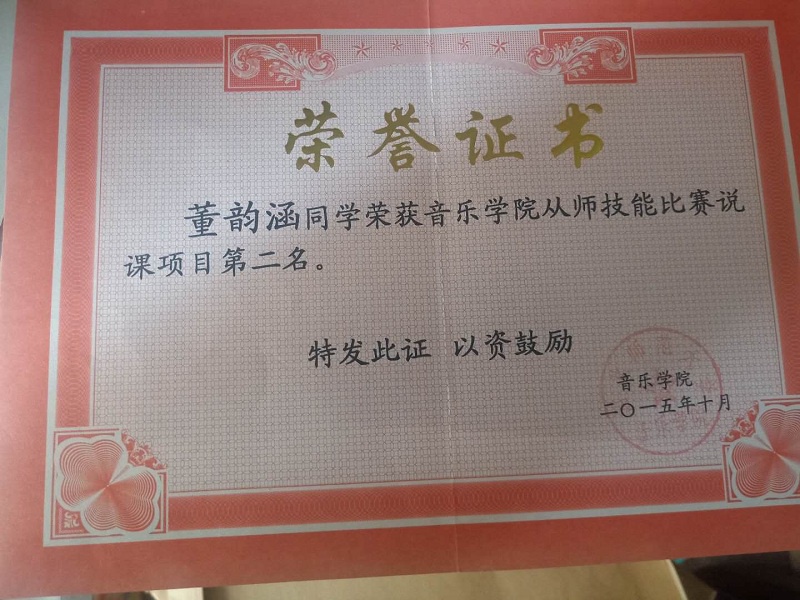 荣誉证书
董韵涵同学荣获音乐学院从师技能比赛说
课项目第二名。
特发此证 以资鼓励
音乐学院
二〇一五年十月